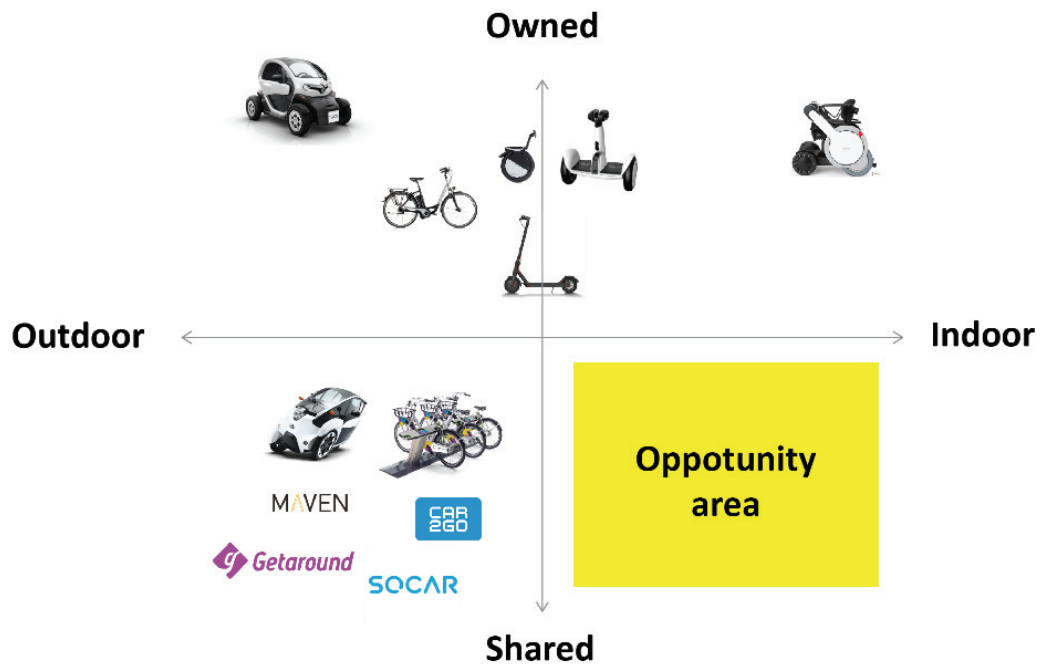 Owned
Outdoor
Indoor
Oppotunity
area
MAVEN
CAR
2GO
Getaround
SOCAR
Shared